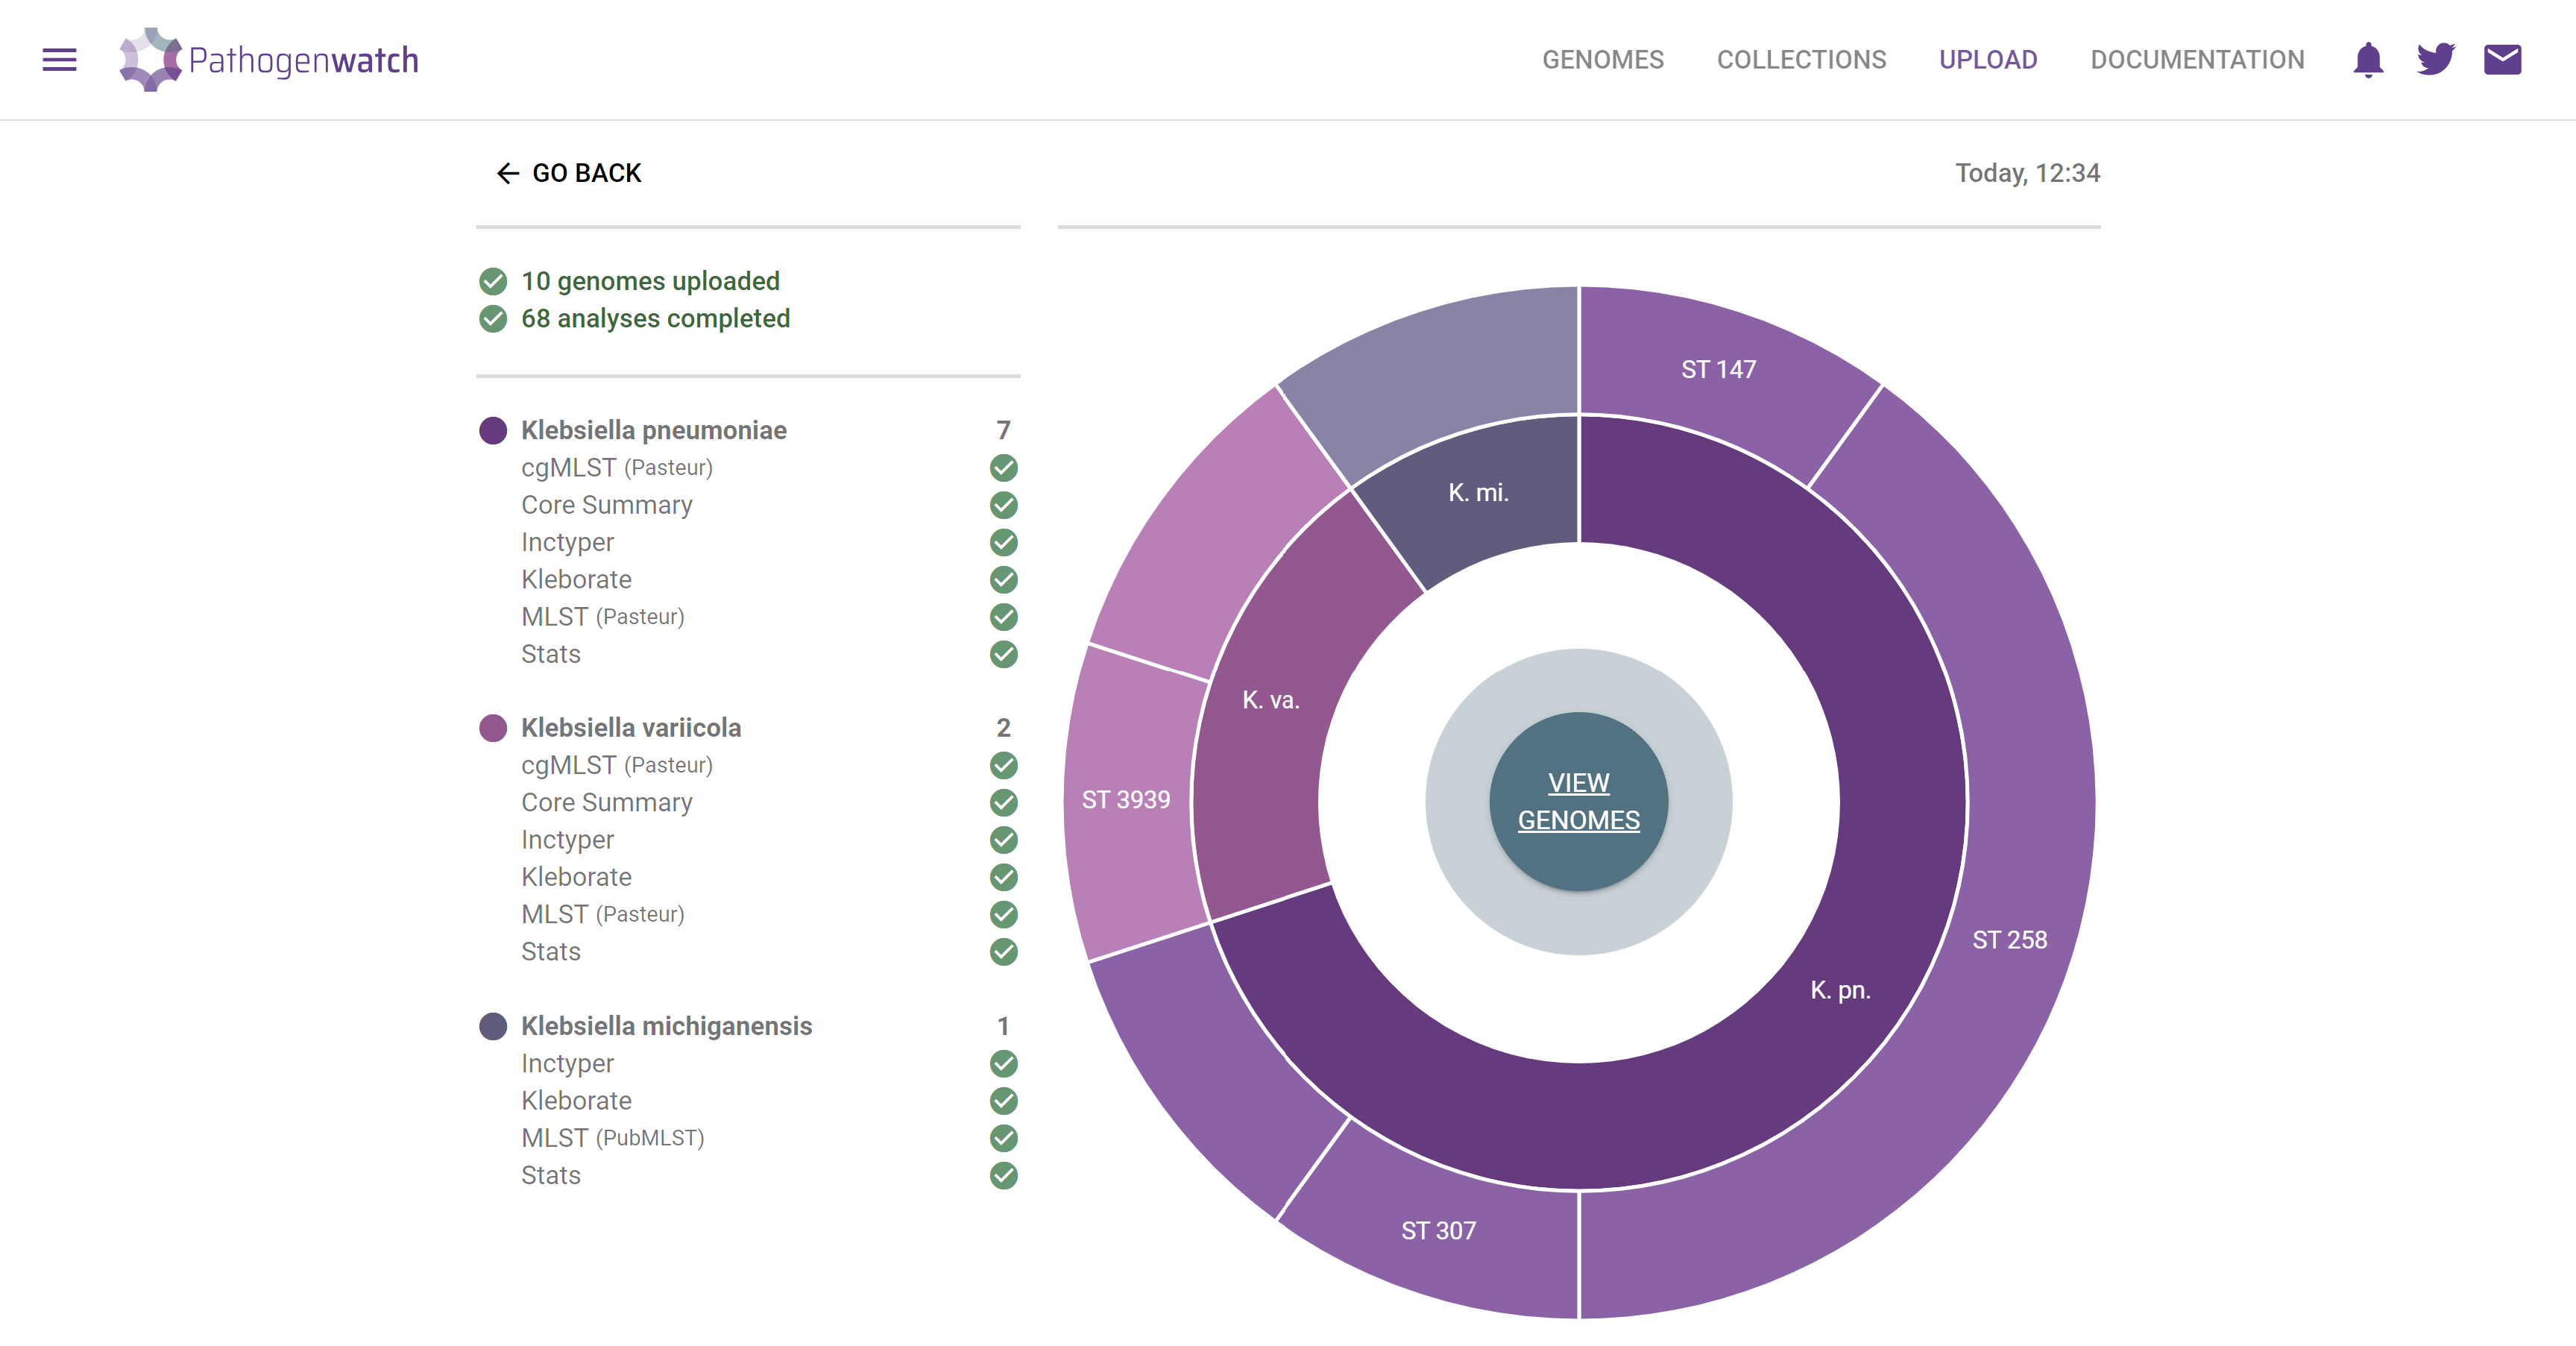 Pathogenwatch
GENOMES COLLECTIONS UPLOAD DOCUMENTATION
GO BACK
Today, 12:34
10 genomes uploaded
68 analyses completed
Klebsiella pneumoniae 7
cgMLST (Pasteur)
Core Summary
Inctyper
Kleborate
MLST (Pasteur)
Stats
Klebsiella variicola 2
cgMLST (Pasteur)
Core Summary
Inctyper
Kleborate
MLST (Pasteur)
Stats
Klebsiella michiganensis 1
Inctyper
Kleborate
MLST (PubMLST)
Stats
ST 147
K. mi.
K. va.
ST 3939
VIEW
GENOMES
ST 258
K. pn.
ST 307